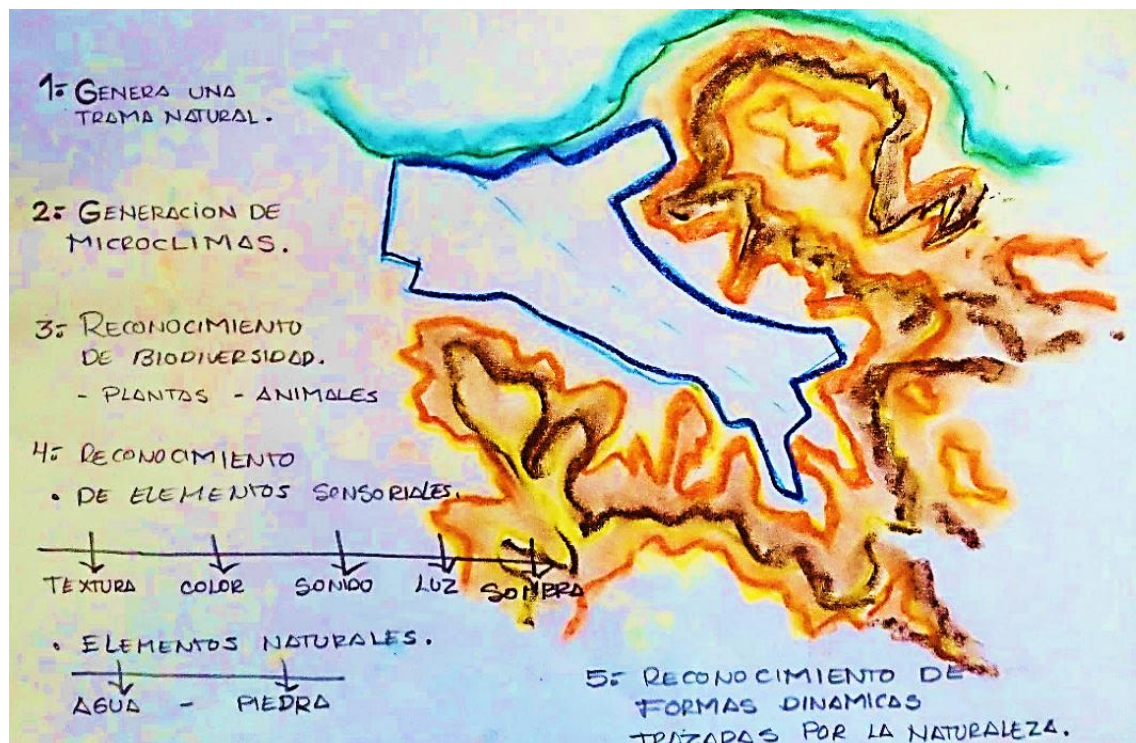 1: GENERA UNA
TRAMA NATURAL.
2: GENERACION DE
MICROCLIMAS.
3: RECONOCIMIENTO
DE BIODIVERSIDAD.
- PLANTAS - ANIMALES
4: RECONOCIMIENTO
• DE ELEMENTOS SENSORIALES.
TEXTURA COLOR SONIDO LUZ SOMBRA
• ELEMENTOS NATURALES.
AGUA - PIEDRA
5: RECONOCIMIENTO DE
FORMAS DINAMICAS
TRAZADAS POR LA NATURALEZA.